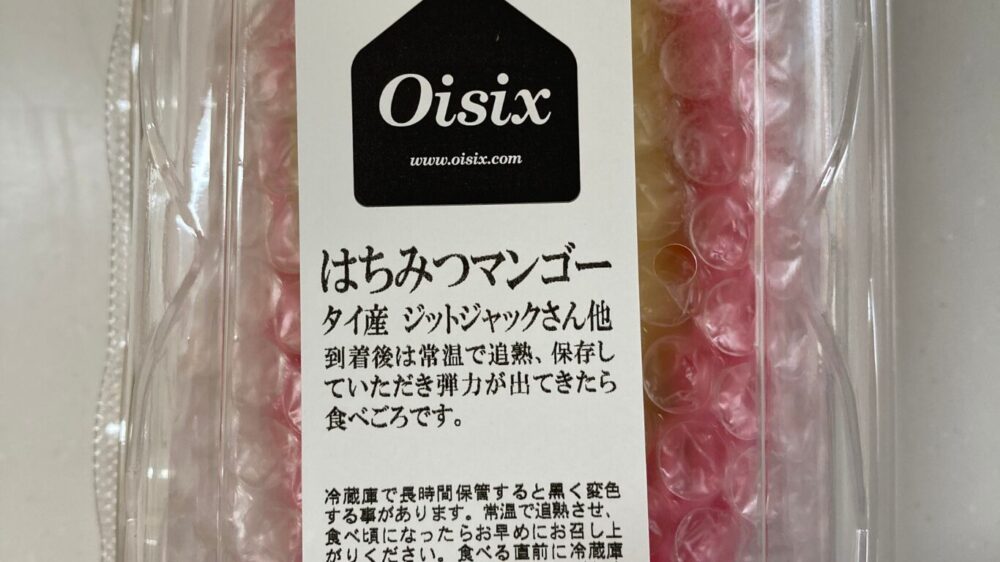 Oisix
www.oisix.com
はちみつマンゴー
タイ産 ジットジャックさん他
到着後は常温で追熟、保存し
ていただき弾力が出てきたら
食べごろです。
冷蔵庫で長時間保管すると黒く変色
する事があります。常温で追熟させ、
食べ頃になったらお早めにお召し上
がりください。食べる直前に冷蔵庫